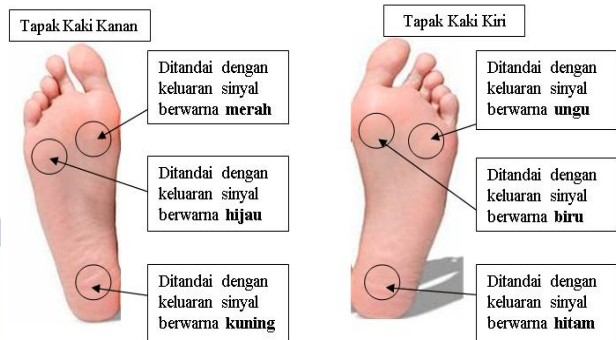 Tapak Kaki Kanan
Ditandai dengan
keluaran sinyal
berwarna merah
Ditandai dengan
keluaran sinyal
berwarna hijau
Ditandai dengan
keluaran sinyal
berwarna kuning
Tapak Kaki Kiri
Ditandai dengan
keluaran sinyal
berwarna ungu
Ditandai dengan
keluaran sinyal
berwarna biru
Ditandai dengan
keluaran sinyal
berwarna hitam